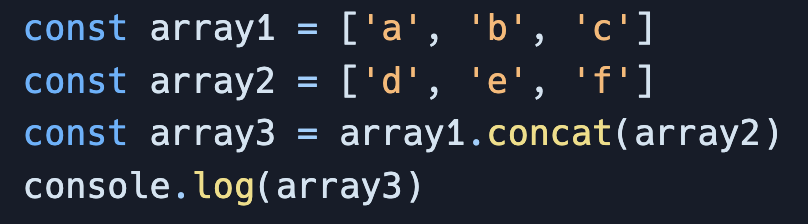 const array1 = ['a', 'b', 'c']
const array2 = ['d', 'e', 'f']
const array3 = array1.concat(array2)
console.log(array3)